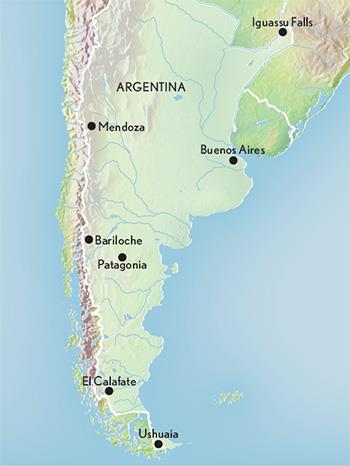 Iguassu Falls
ARGENTINA
Mendoza
Buenos Aires
Bariloche
Patagonia
El Calafate
Ushuaia